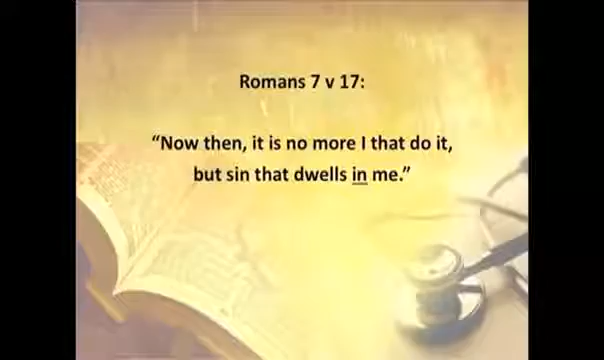 Romans 7 v 17:
“Now then, it is no more I that do it,
but sin that dwells in me.”